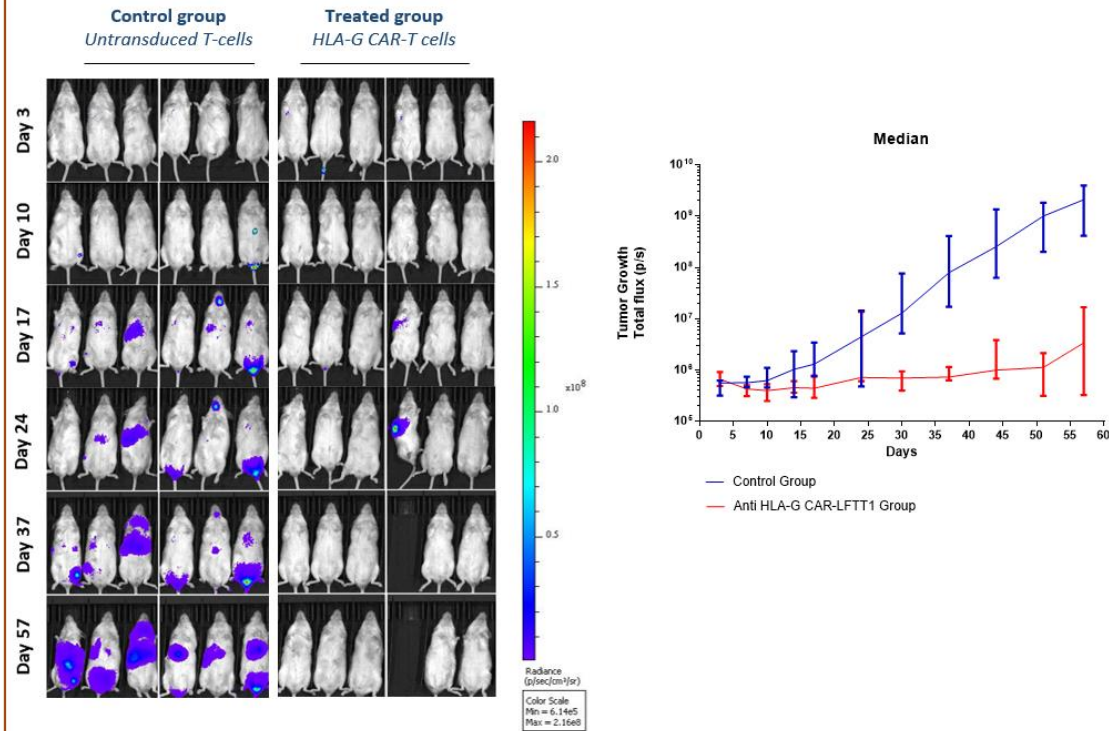 Control group
Untransduced T-cells
Treated group
HLA-G CAR-T cells
Day 3
Day 10
Day 17
Day 24
Day 37
Day 57
2.0
1.5
x10⁸
1.0
0.5
Radiance
(p/sec/cm²/sr)
Color Scale
Min = 6.14e5
Max = 2.16e8
Median
Tumor Growth
Total flux (p/s)
10¹⁰
10⁹
10⁸
10⁷
10⁶
10⁵
0 5 10 15 20 25 30 35 40 45 50 55 60
Days
Control Group
Anti HLA-G CAR-LFTT1 Group